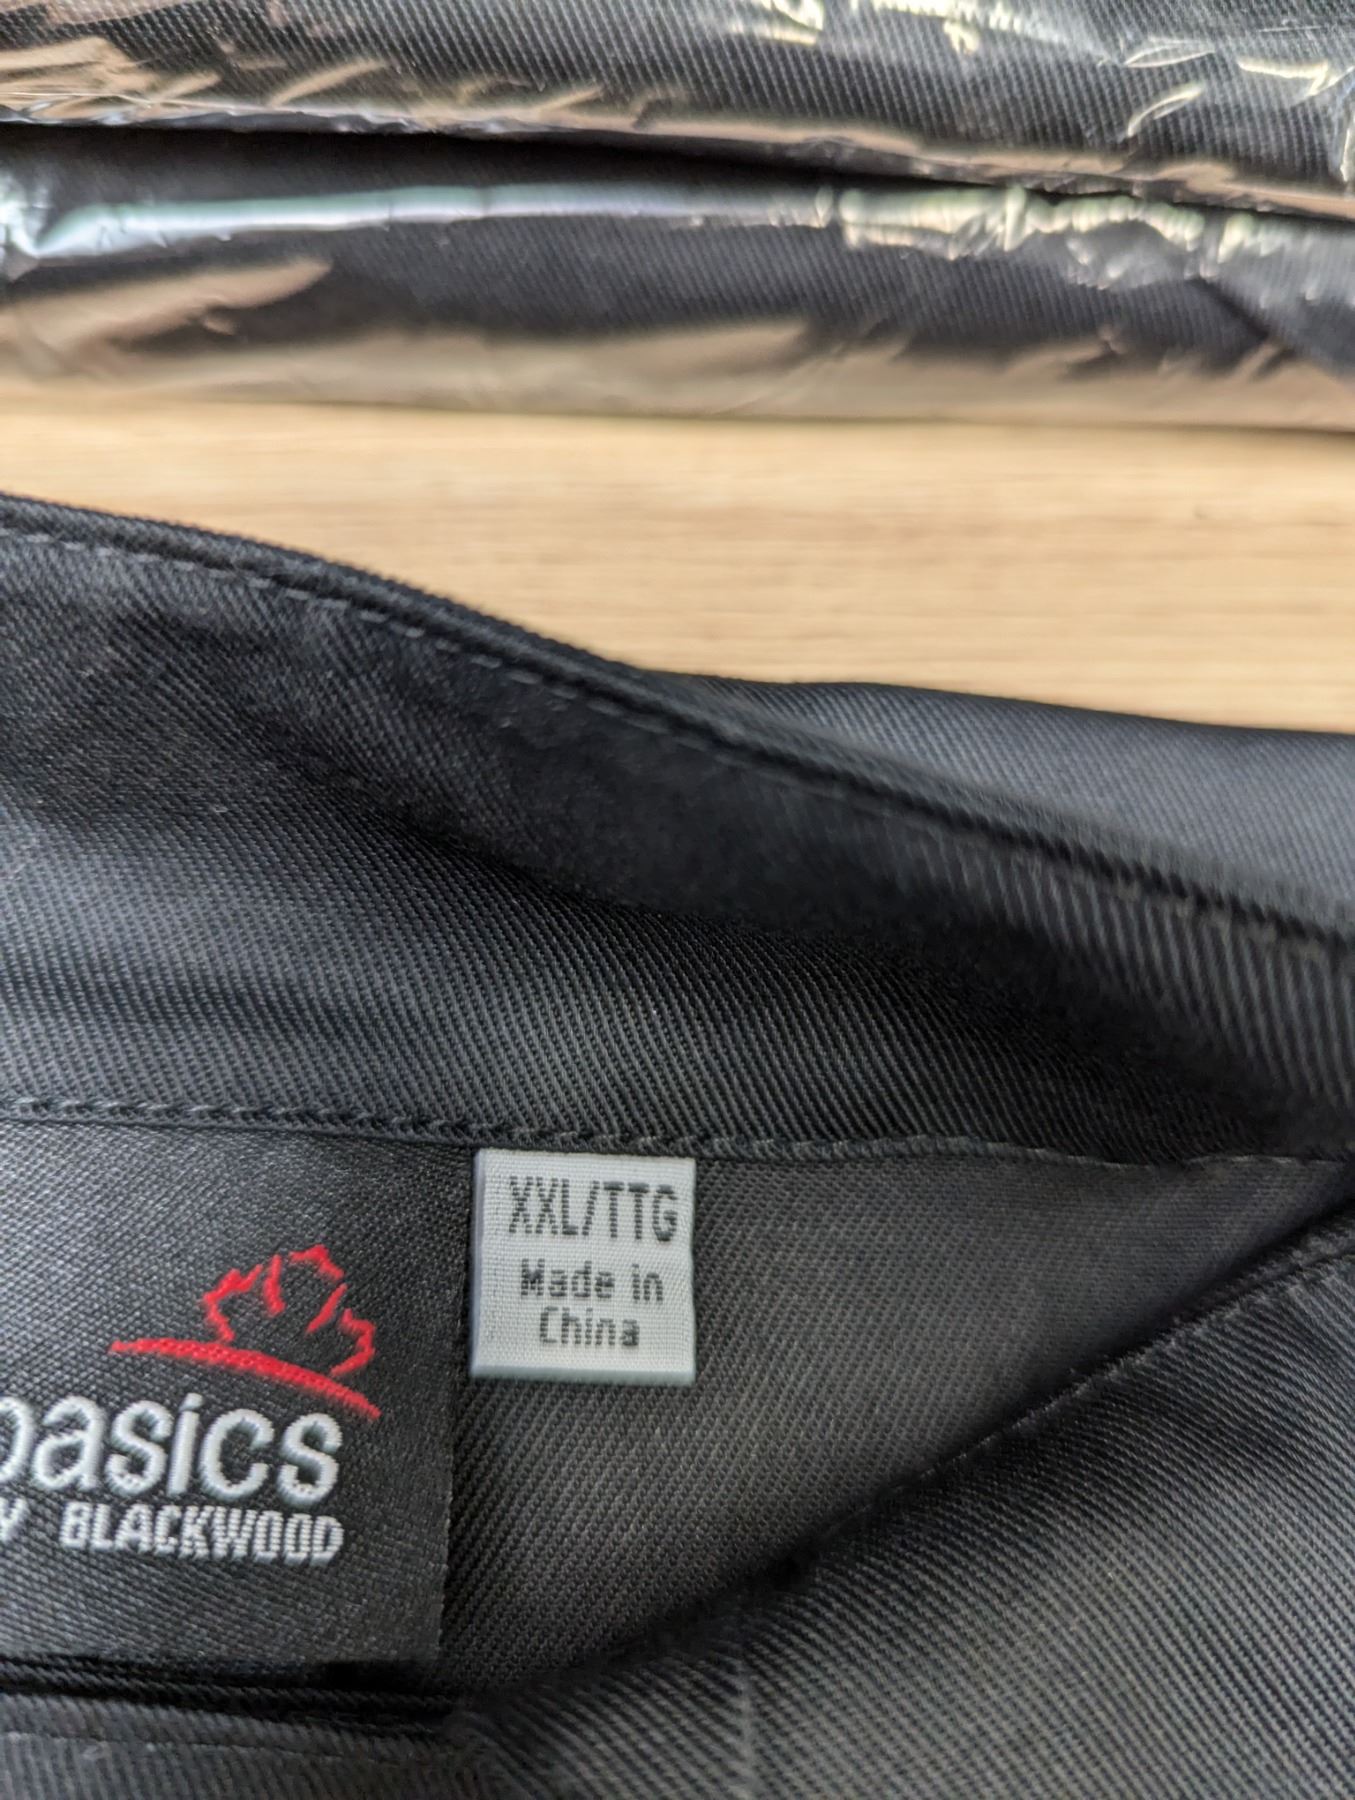 XXL/TTG
Made in
China
basics
BLACKWOOD